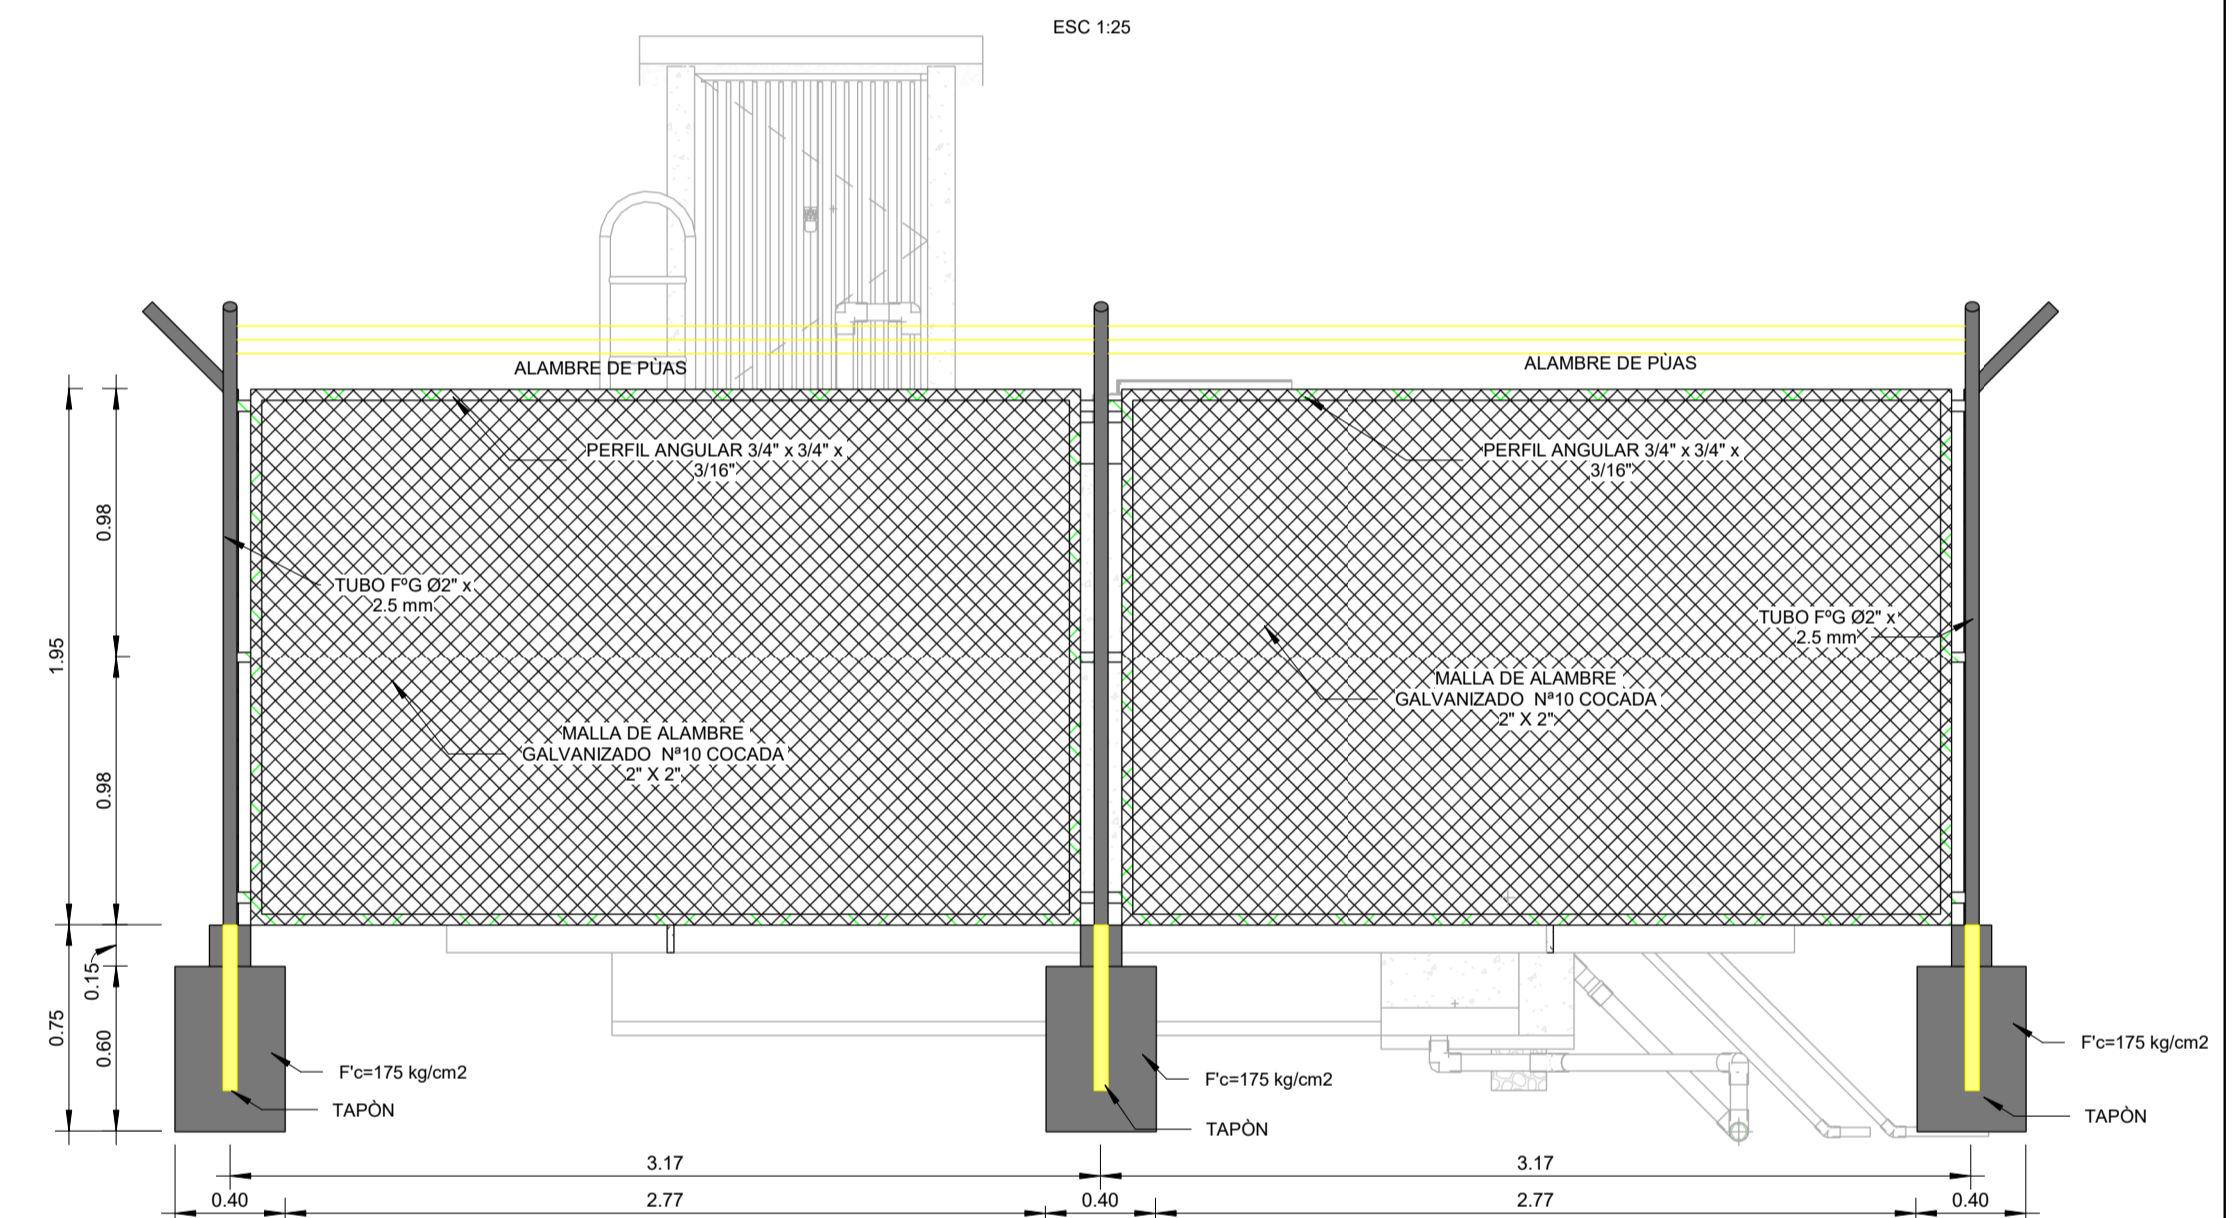 ESC 1:25
ALAMBRE DE PÙAS
ALAMBRE DE PÙAS
PERFIL ANGULAR 3/4" x 3/4" x
3/16"
PERFIL ANGULAR 3/4" x 3/4" x
3/16"
0.98
TUBO FºG Ø2" x
2.5 mm
TUBO FºG Ø2" x
2.5 mm
1.95
MALLA DE ALAMBRE
GALVANIZADO Nª10 COCADA
2" X 2"
MALLA DE ALAMBRE
GALVANIZADO Nª10 COCADA
2" X 2"
0.98
0.15
0.75
0.60
F'c=175 kg/cm2
TAPÒN
F'c=175 kg/cm2
TAPÒN
F'c=175 kg/cm2
TAPÒN
3.17
3.17
0.40
2.77
0.40
2.77
0.40